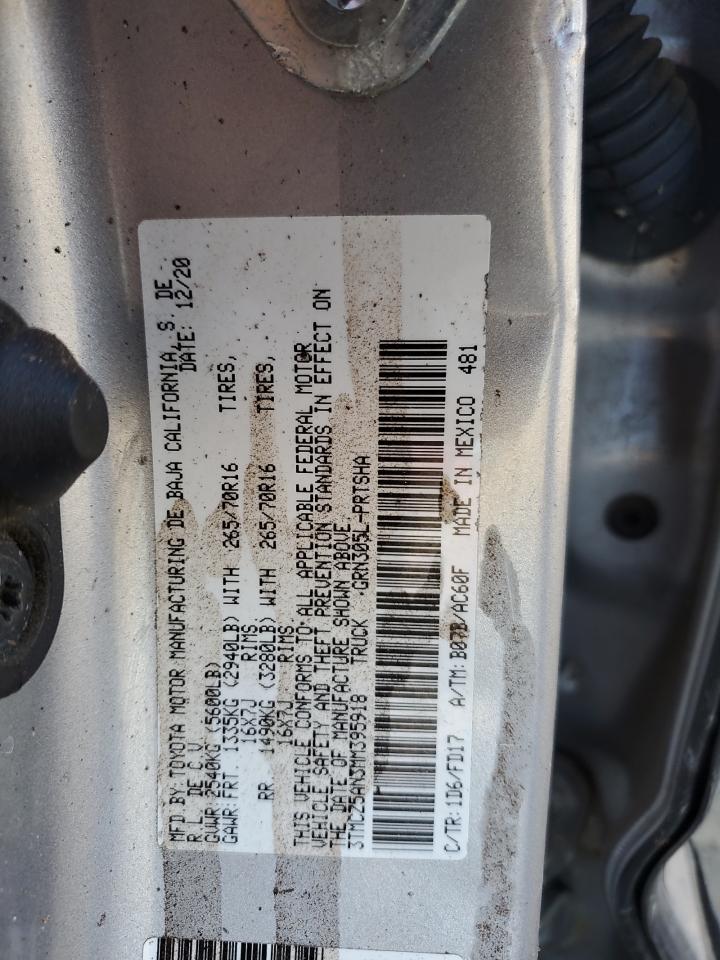 MFD.BY:TOYOTA MOTOR MANUFACTURING DE BAJA CALIFORNIA, S. DE
R.L. DE C.V. DATE: 12/20
GVWR:2540KG(5600LB)
GAWR:FRT. 1335KG (2940LB) WITH 265/70R16 TIRES,
16X7J RIMS
RR 1490KG (3280LB) WITH 265/70R16 TIRES,
16X7J RIMS
THIS VEHICLE CONFORMS TO ALL APPLICABLE FEDERAL MOTOR
VEHICLE SAFETY AND THEFT PREVENTION STANDARDS IN EFFECT ON
THE DATE OF MANUFACTURE SHOWN ABOVE.
3TMCZ5AN3MM395918 TRUCK GRN305L-PRTSHA
C/TR:1D6/FD17 A/TM:B07B/AC60F MADE IN MEXICO 481